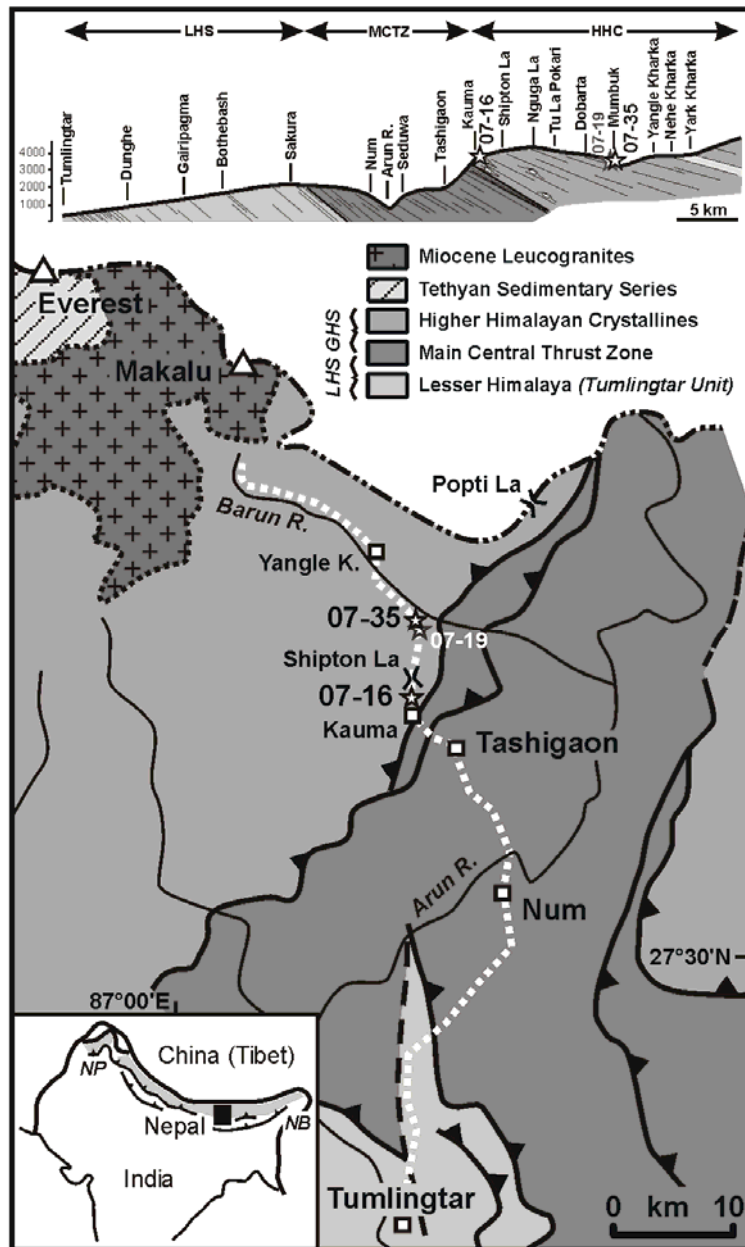 LHS MCTZ HHC
Tumlingtar
Dunghe
Gairipagma
Bothebash
Sakura
Num
Arun R.
Seduwa
Tashigaon
Kauma
07-16
Shipton La
Nguga La
Tu La Pokari
Dobarta
07-19
Mumbuk
07-35
Yangle Kharka
Nehe Kharka
Yark Kharka
4000
3000
2000
1000
5 km
Everest
Makalu
Miocene Leucogranites
Tethyan Sedimentary Series
Higher Himalayan Crystallines
Main Central Thrust Zone
Lesser Himalaya (Tumlingtar Unit)
LHS GHS
Popti La
Barun R.
Yangle K.
07-35
07-19
Shipton La
07-16
Kauma
Tashigaon
Arun R.
Num
27°30'N
87°00'E
China (Tibet)
NP
Nepal
NB
India
Tumlingtar
0 km 10